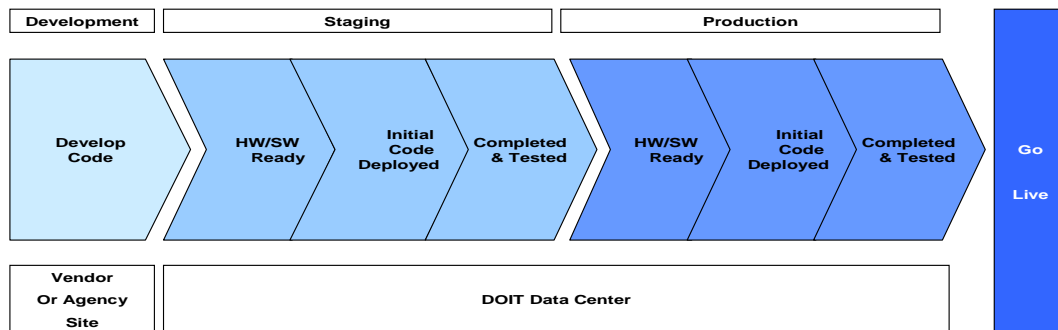 Development
Staging
Production
Develop
Code
HW/SW
Ready
Initial
Code
Deployed
Completed
& Tested
HW/SW
Ready
Initial
Code
Deployed
Completed
& Tested
Go
Live
Vendor
Or Agency
Site
DOIT Data Center